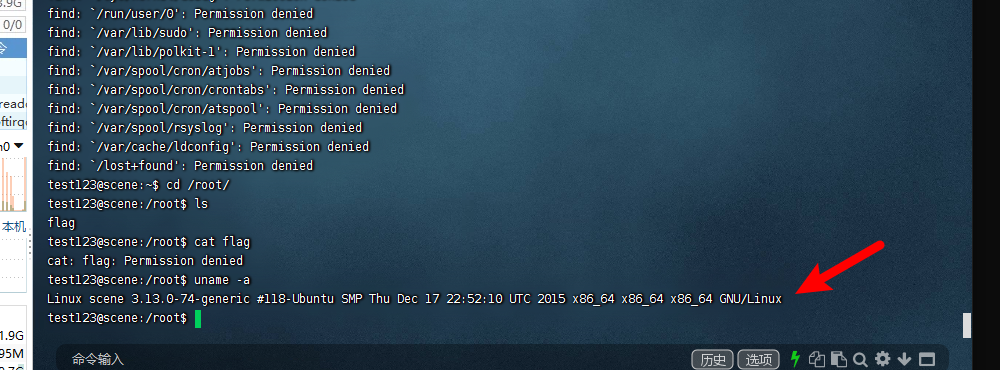 3.9G
0/0
find: `/run/user/0': Permission denied
find: `/var/lib/sudo': Permission denied
令
find: `/var/lib/polkit-1': Permission denied
find: `/var/spool/cron/atjobs': Permission denied
find: `/var/spool/cron/crontabs': Permission denied
find: `/var/spool/cron/atspool': Permission denied
find: `/var/spool/rsyslog': Permission denied
find: `/var/cache/ldconfig': Permission denied
find: `/lost+found': Permission denied
test123@scene:~$ cd /root/
test123@scene:/root$ ls
flag
本机
test123@scene:/root$ cat flag
cat: flag: Permission denied
test123@scene:/root$ uname -a
Linux scene 3.13.0-74-generic #118-Ubuntu SMP Thu Dec 17 22:52:10 UTC 2015 x86_64 x86_64 x86_64 GNU/Linux
test123@scene:/root$
1.9G
95M
命令输入 历史 选项